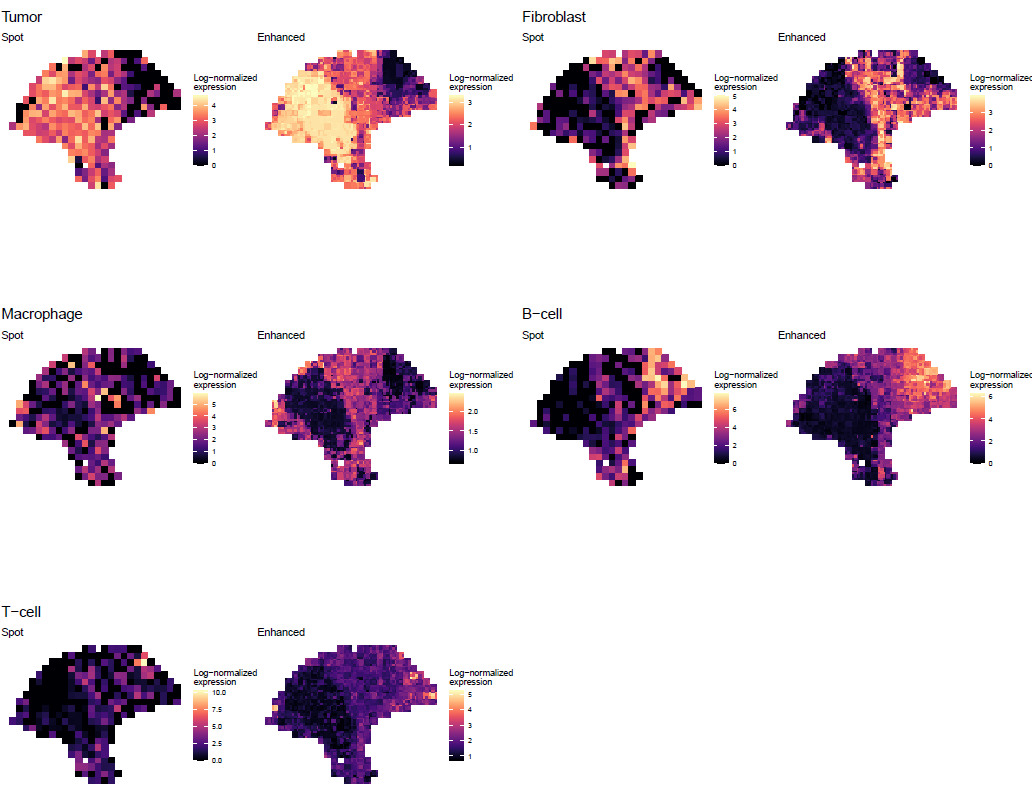 Tumor
Spot
Enhanced
Log−normalized
expression
4
3
2
1
0
Log−normalized
expression
3
2
1
Fibroblast
Spot
Enhanced
Log−normalized
expression
5
4
3
2
1
0
Log−normalized
expression
3
2
1
0
Macrophage
Spot
Enhanced
Log−normalized
expression
5
4
3
2
1
0
Log−normalized
expression
2.0
1.5
1.0
B−cell
Spot
Enhanced
Log−normalized
expression
6
4
2
0
Log−normalized
expression
6
4
2
0
T−cell
Spot
Enhanced
Log−normalized
expression
10.0
7.5
5.0
2.5
0.0
Log−normalized
expression
5
4
3
2
1